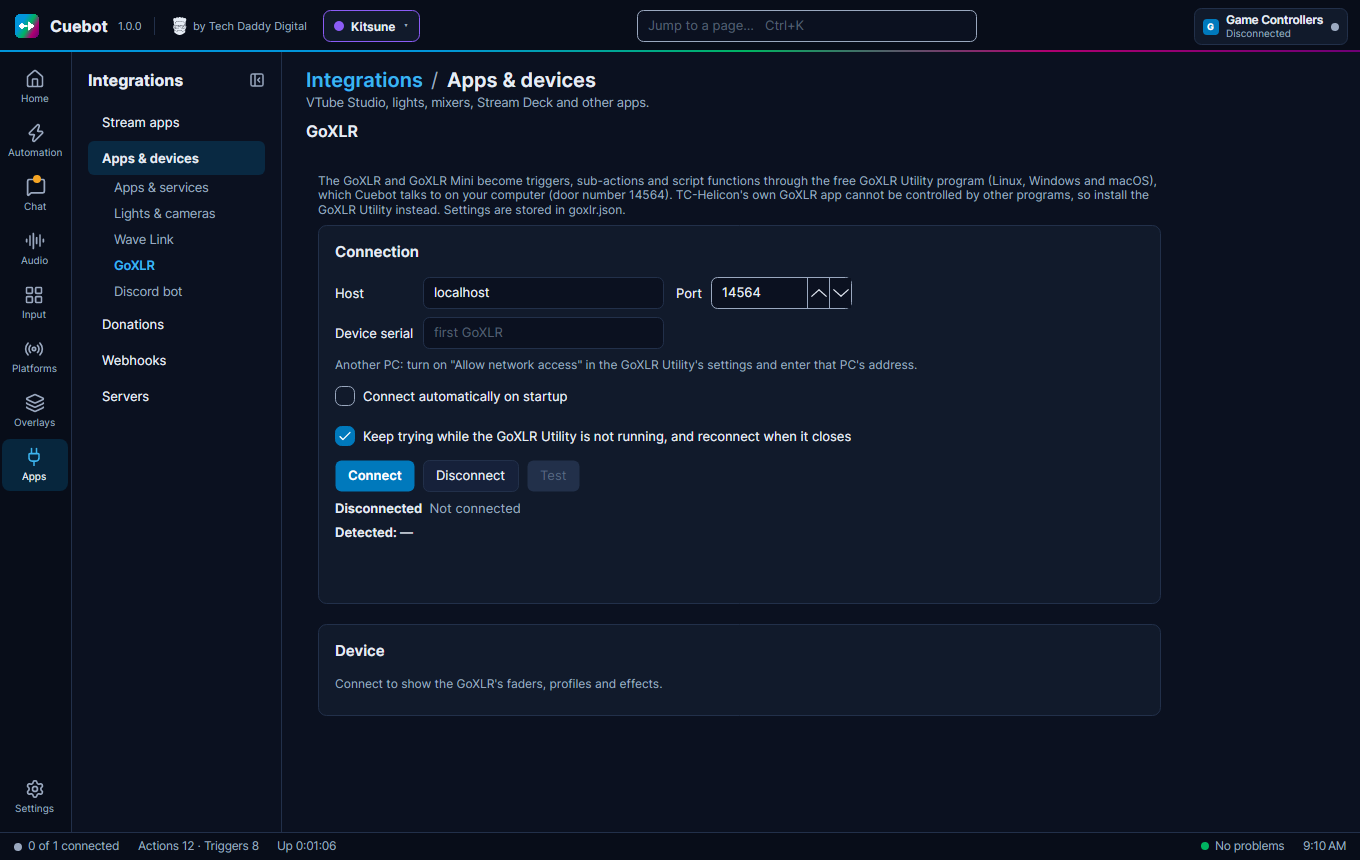 Cuebot 1.0.0 by Tech Daddy Digital Kitsune
Jump to a page... Ctrl+K
G Game Controllers
Disconnected
Home
Automation
Chat
Audio
Input
Platforms
Overlays
Apps
Settings
Integrations
Stream apps
Apps & devices
Apps & services
Lights & cameras
Wave Link
GoXLR
Discord bot
Donations
Webhooks
Servers
Integrations / Apps & devices
VTube Studio, lights, mixers, Stream Deck and other apps.
GoXLR
The GoXLR and GoXLR Mini become triggers, sub-actions and script functions through the free GoXLR Utility program (Linux, Windows and macOS),
which Cuebot talks to on your computer (door number 14564). TC-Helicon's own GoXLR app cannot be controlled by other programs, so install the
GoXLR Utility instead. Settings are stored in goxlr.json.
Connection
Host localhost Port 14564
Device serial first GoXLR
Another PC: turn on "Allow network access" in the GoXLR Utility's settings and enter that PC's address.
Connect automatically on startup
Keep trying while the GoXLR Utility is not running, and reconnect when it closes
Connect Disconnect Test
Disconnected Not connected
Detected: —
Device
Connect to show the GoXLR's faders, profiles and effects.
0 of 1 connected Actions 12 · Triggers 8 Up 0:01:06 No problems 9:10 AM